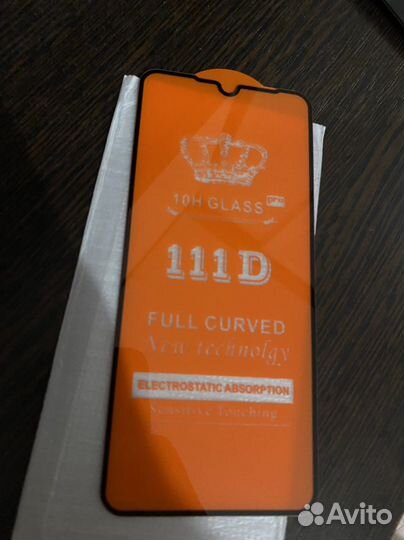 10H GLASS
111D
FULL CURVED
New technolgy
ELECTROSTATIC ABSORPTION
Sensitive Touching
Avito